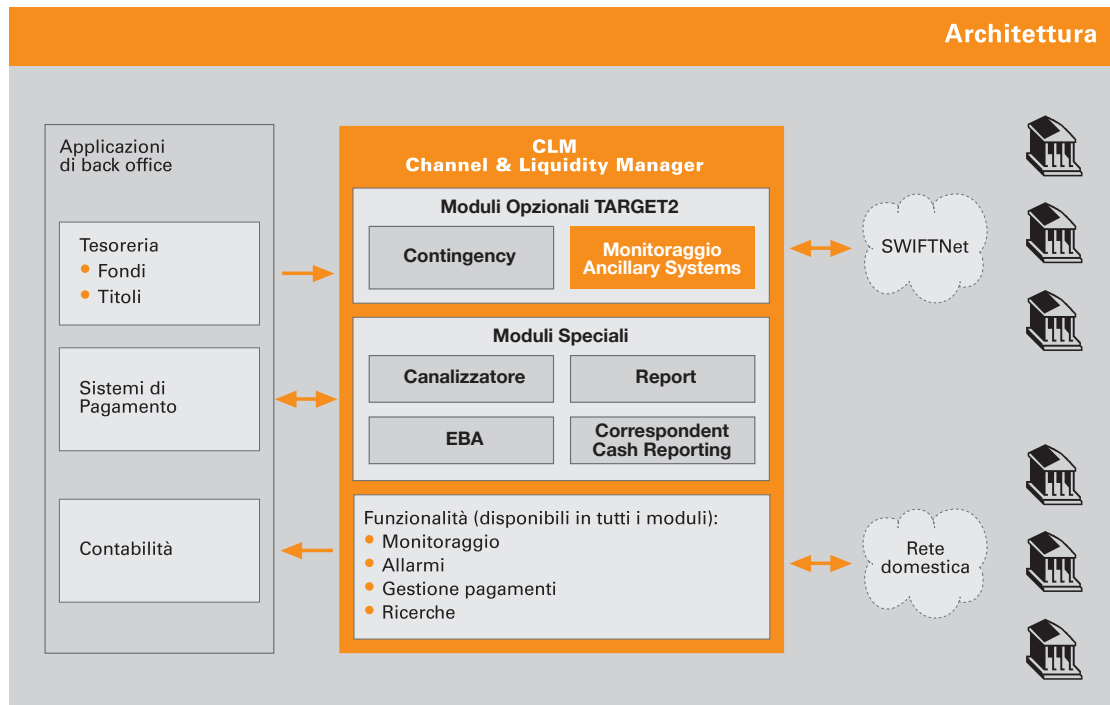 Architettura
Applicazioni
di back office
Tesoreria
• Fondi
• Titoli
Sistemi di
Pagamento
Contabilità
CLM
Channel & Liquidity Manager
Moduli Opzionali TARGET2
Contingency
Monitoraggio
Ancillary Systems
Moduli Speciali
Canalizzatore
Report
EBA
Correspondent
Cash Reporting
Funzionalità (disponibili in tutti i moduli):
• Monitoraggio
• Allarmi
• Gestione pagamenti
• Ricerche
SWIFTNet
Rete
domestica